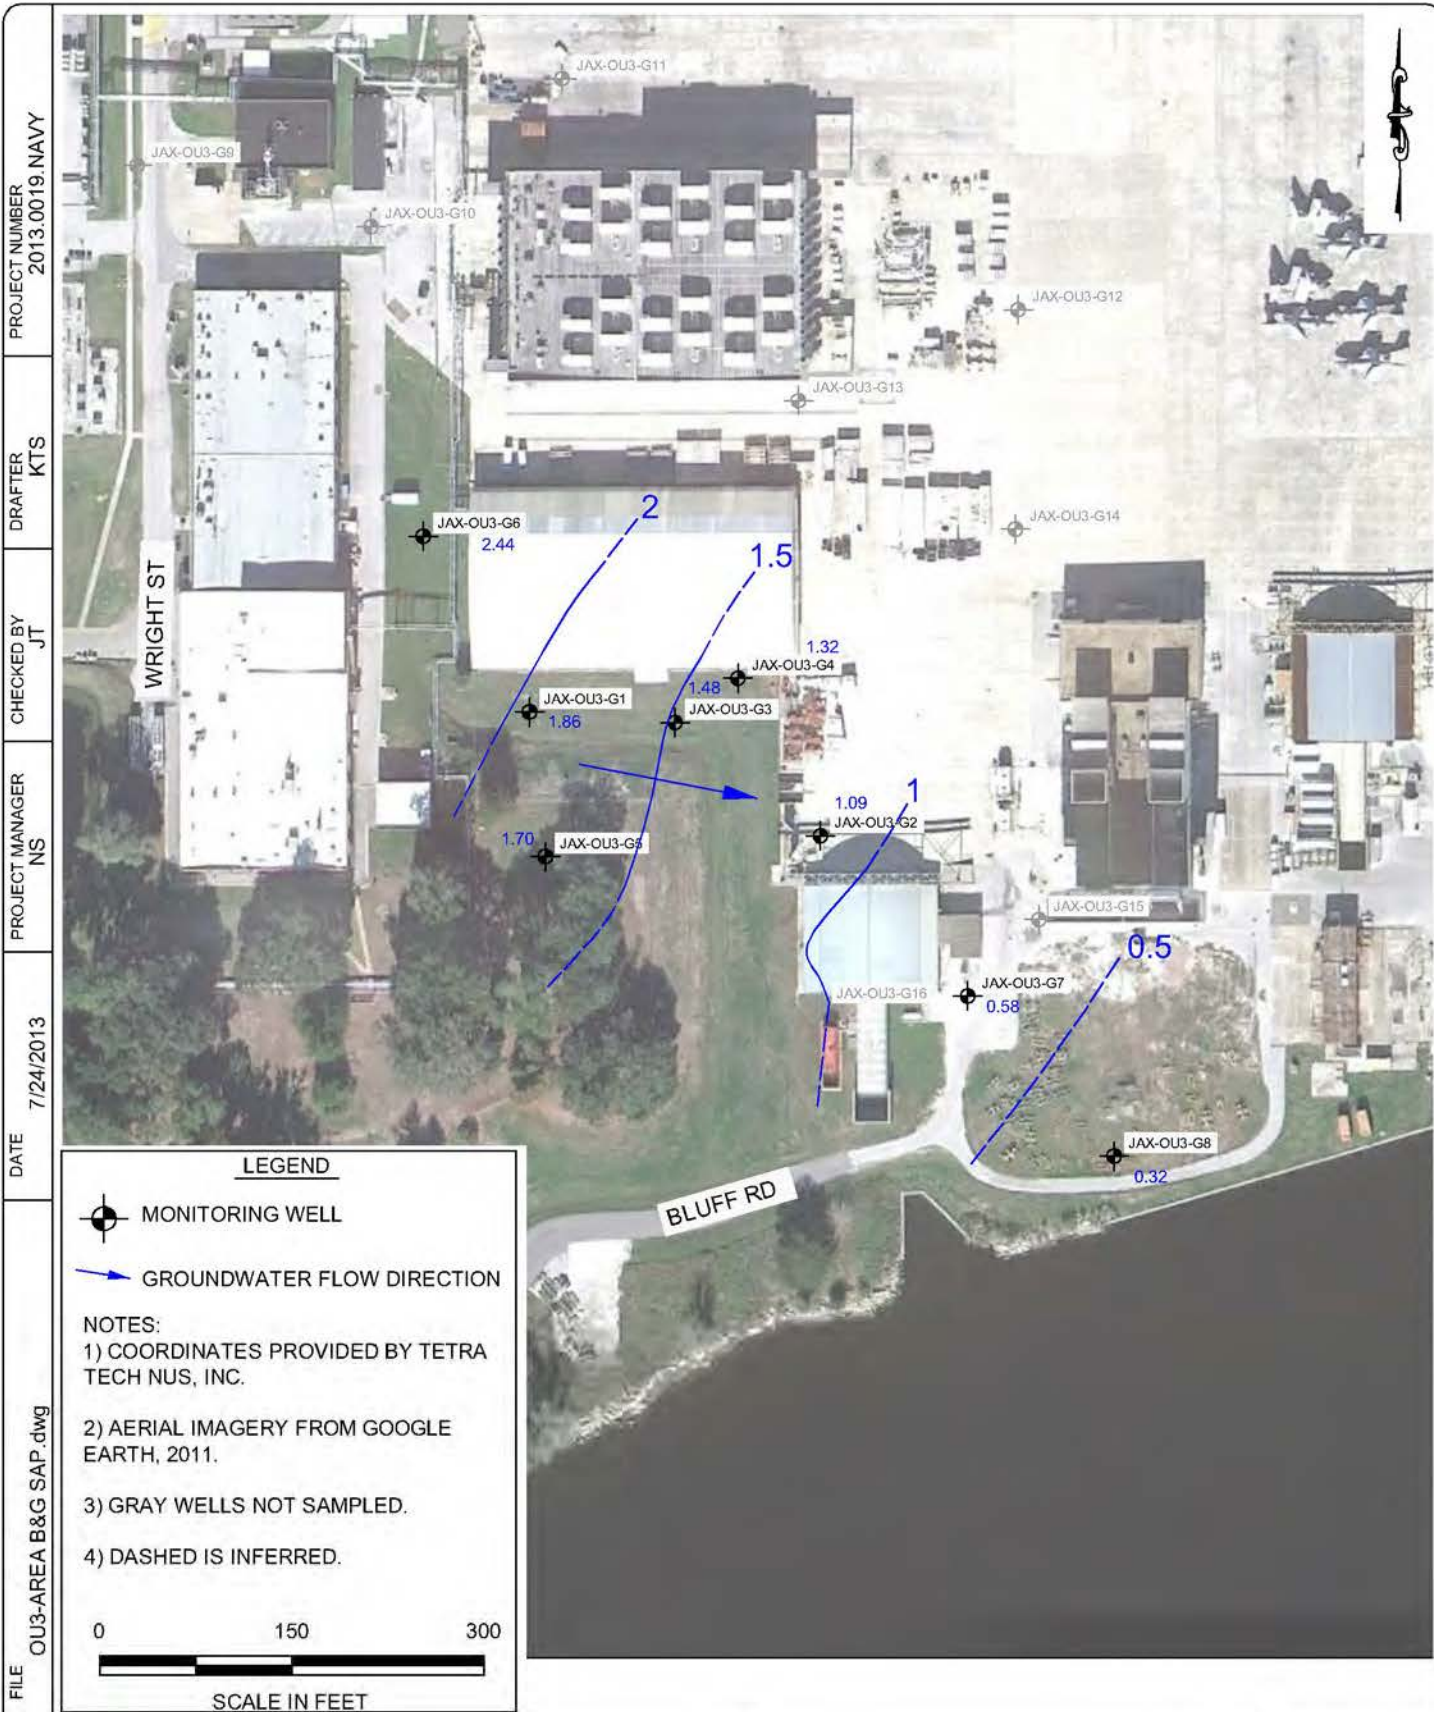 PROJECT NUMBER
2013.0019.NAVY
DRAFTER
KTS
CHECKED BY
JT
PROJECT MANAGER
NS
DATE
7/24/2013
FILE
OU3-AREA B&G SAP.dwg
JAX-OU3-G11
JAX-OU3-G9
JAX-OU3-G10
JAX-OU3-G12
JAX-OU3-G13
2
JAX-OU3-G6
2.44
JAX-OU3-G14
1.5
WRIGHT ST
1.32
JAX-OU3-G4
1.48
JAX-OU3-G1
1.86
JAX-OU3-G3
1
1.09
JAX-OU3-G2
1.70
JAX-OU3-G5
JAX-OU3-G15
0.5
JAX-OU3-G7
JAX-OU3-G16
0.58
JAX-OU3-G8
0.32
BLUFF RD
LEGEND
MONITORING WELL
GROUNDWATER FLOW DIRECTION
NOTES:
1) COORDINATES PROVIDED BY TETRA
TECH NUS, INC.
2) AERIAL IMAGERY FROM GOOGLE
EARTH, 2011.
3) GRAY WELLS NOT SAMPLED.
4) DASHED IS INFERRED.
0 150 300
SCALE IN FEET